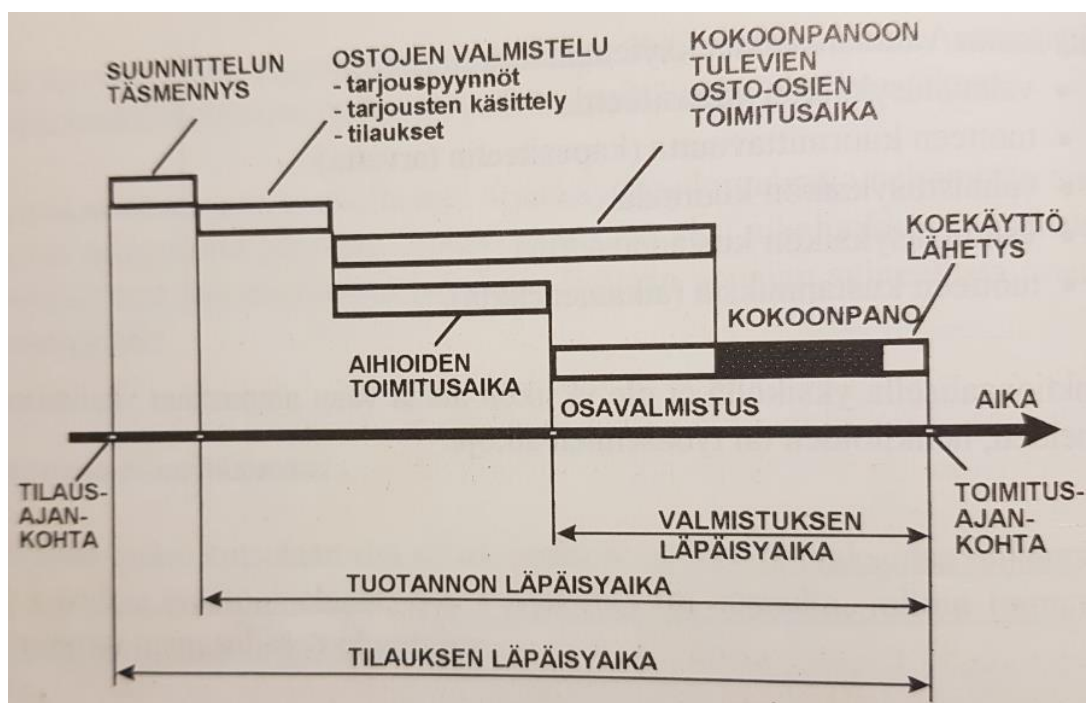 SUUNNITTELUN
TÄSMENNYS
OSTOJEN VALMISTELU
- tarjouspyynnöt
- tarjousten käsittely
- tilaukset
KOKOONPANOON
TULEVIEN
OSTO-OSIEN
TOIMITUSAIKA
KOEKÄYTTÖ
LÄHETYS
KOKOONPANO
AIHIOIDEN
TOIMITUSAIKA
OSAVALMISTUS
AIKA
TILAUS-
AJAN-
KOHTA
TOIMITUS-
AJAN-
KOHTA
VALMISTUKSEN
LÄPÄISYAIKA
TUOTANNON LÄPÄISYAIKA
TILAUKSEN LÄPÄISYAIKA